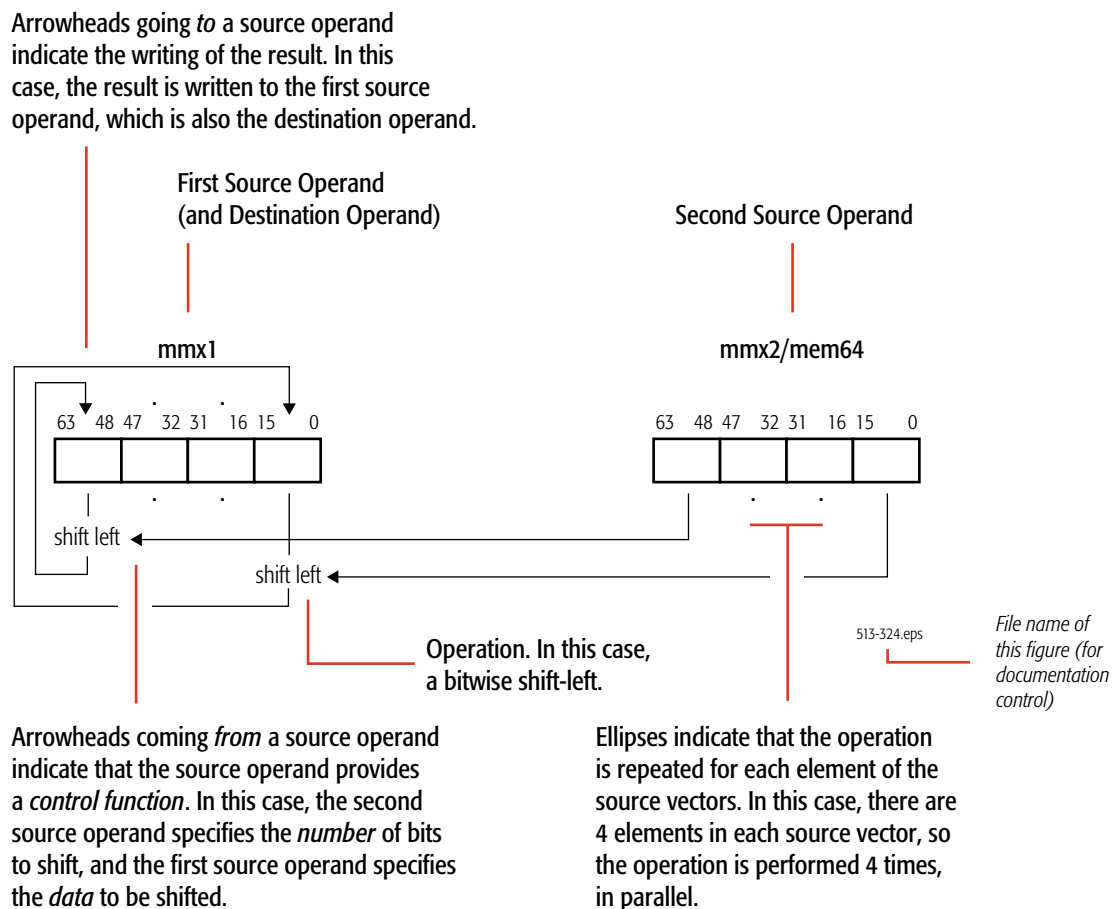 Arrowheads going to a source operand
indicate the writing of the result. In this
case, the result is written to the first source
operand, which is also the destination operand.
First Source Operand
(and Destination Operand)
Second Source Operand
mmx1
mmx2/mem64
63 48 47 32 31 16 15 0
63 48 47 32 31 16 15 0
shift left
shift left
Operation. In this case,
a bitwise shift-left.
513-324.eps
File name of
this figure (for
documentation
control)
Arrowheads coming from a source operand
indicate that the source operand provides
a control function. In this case, the second
source operand specifies the number of bits
to shift, and the first source operand specifies
the data to be shifted.
Ellipses indicate that the operation
is repeated for each element of the
source vectors. In this case, there are
4 elements in each source vector, so
the operation is performed 4 times,
in parallel.